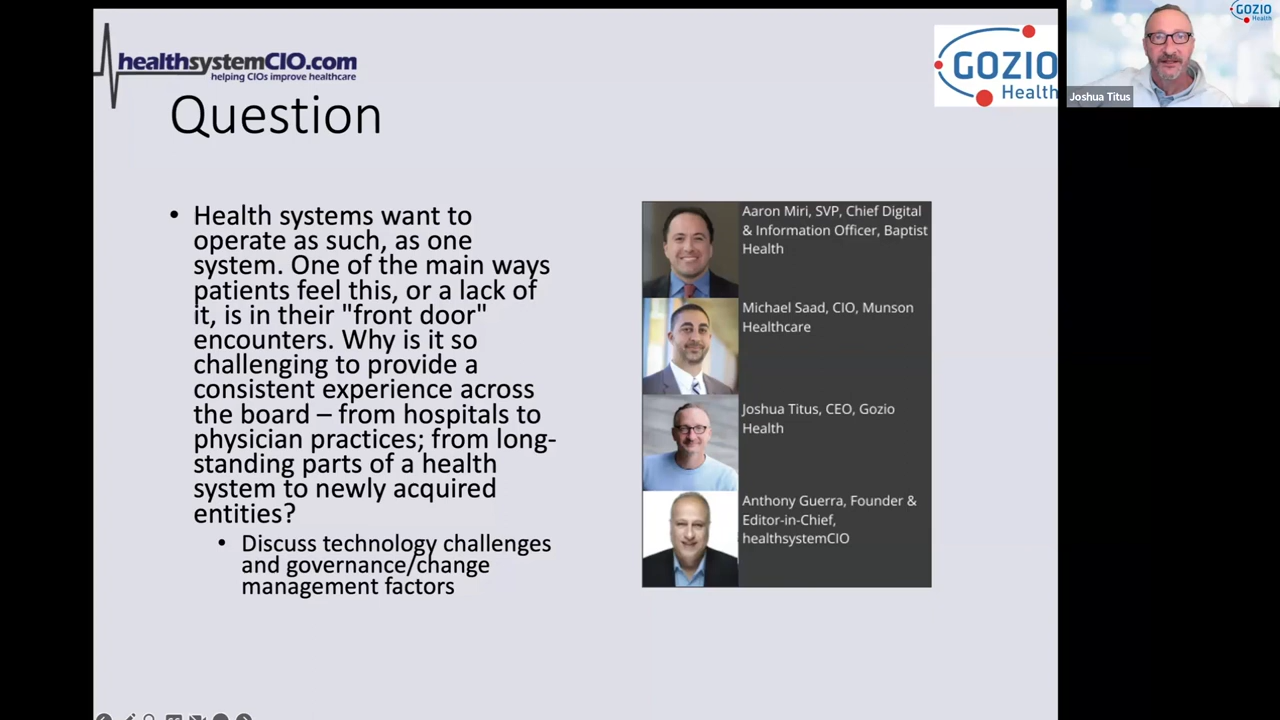 healthsystemCIO.com
helping CIOs improve healthcare
GOZIO
Health
GOZIO
Health
Joshua Titus
Question
• Health systems want to
operate as such, as one
system. One of the main ways
patients feel this, or a lack of
it, is in their "front door"
encounters. Why is it so
challenging to provide a
consistent experience across
the board – from hospitals to
physician practices; from long-
standing parts of a health
system to newly acquired
entities?
• Discuss technology challenges
and governance/change
management factors
Aaron Miri, SVP, Chief Digital
& Information Officer, Baptist
Health
Michael Saad, CIO, Munson
Healthcare
Joshua Titus, CEO, Gozio
Health
Anthony Guerra, Founder &
Editor-in-Chief,
healthsystemCIO